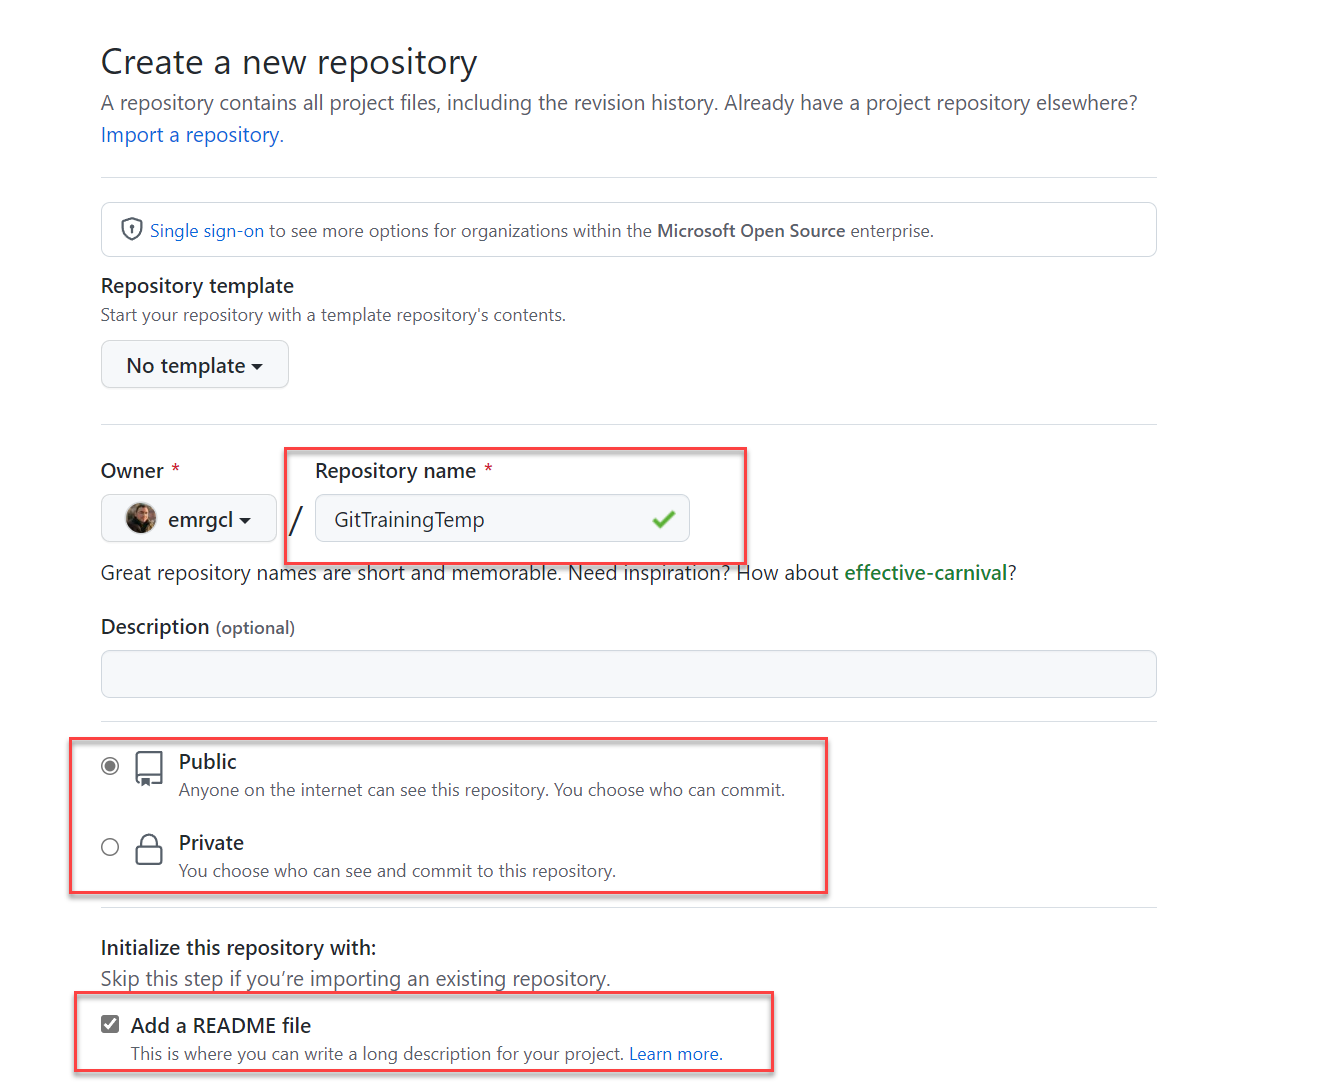 Create a new repository
A repository contains all project files, including the revision history. Already have a project repository elsewhere?
Import a repository.
Single sign-on to see more options for organizations within the Microsoft Open Source enterprise.
Repository template
Start your repository with a template repository's contents.
No template
Owner * Repository name *
emrgcl / GitTrainingTemp
Great repository names are short and memorable. Need inspiration? How about effective-carnival?
Description (optional)
Public
Anyone on the internet can see this repository. You choose who can commit.
Private
You choose who can see and commit to this repository.
Initialize this repository with:
Skip this step if you’re importing an existing repository.
Add a README file
This is where you can write a long description for your project. Learn more.